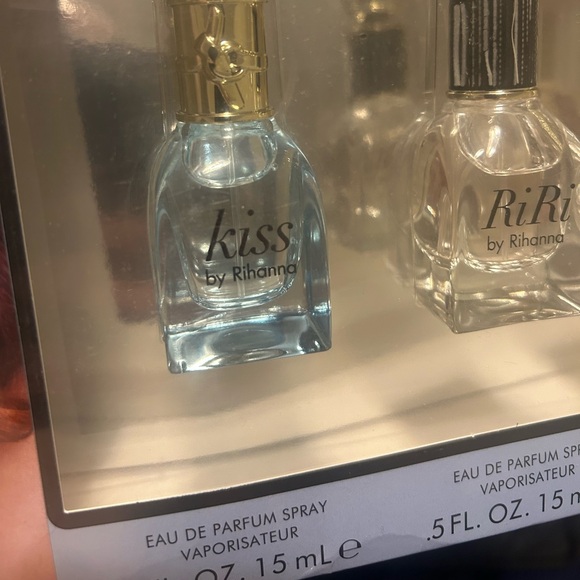 kiss
by Rihanna
RiRi
by Rihanna
EAU DE PARFUM SPRAY
VAPORISATEUR
OZ. 15 mL ℮
EAU DE PARFUM
VAPORISATEUR
.5 FL. OZ. 15